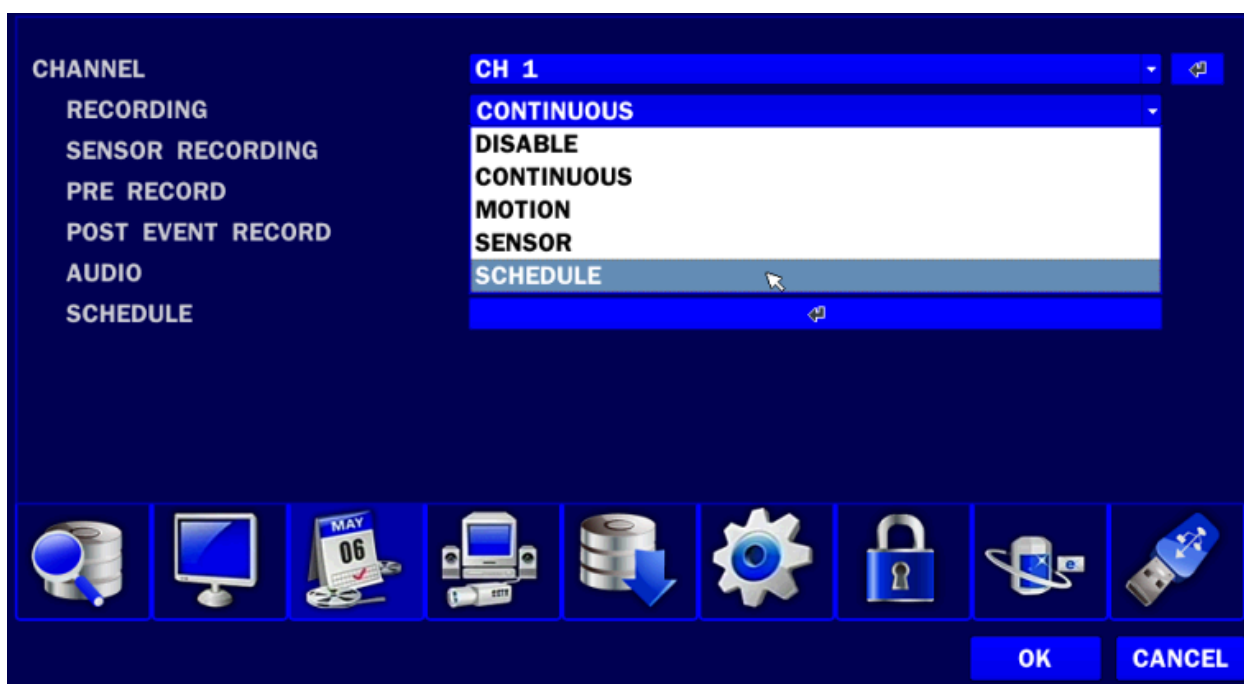 CHANNEL CH 1
RECORDING CONTINUOUS
SENSOR RECORDING DISABLE
PRE RECORD CONTINUOUS
POST EVENT RECORD MOTION
SENSOR
AUDIO SCHEDULE
SCHEDULE
MAY
06
CCTV
e
OK CANCEL